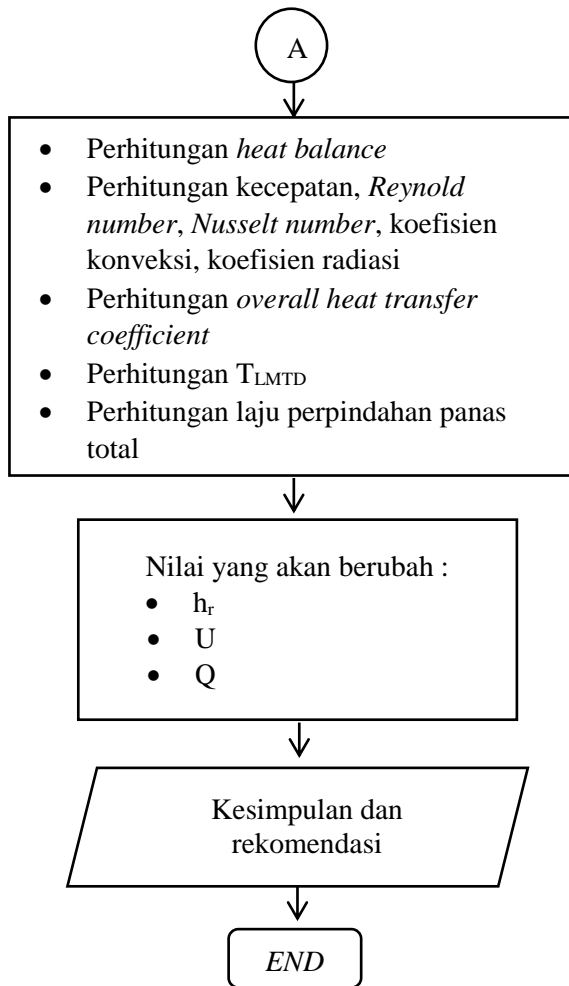 A
• Perhitungan heat balance
• Perhitungan kecepatan, Reynold
number, Nusselt number, koefisien
konveksi, koefisien radiasi
• Perhitungan overall heat transfer
coefficient
• Perhitungan TLMTD
• Perhitungan laju perpindahan panas
total
Nilai yang akan berubah :
• hr
• U
• Q
Kesimpulan dan
rekomendasi
END